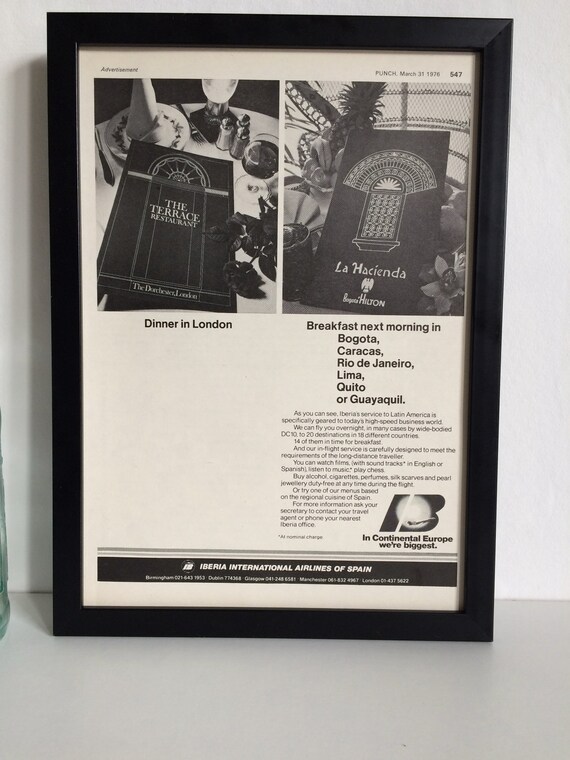 Advertisement
PUNCH, March 31 1976 547
THE
TERRACE
RESTAURANT
The Dorchester, London
La Hacienda
Bogotá HILTON
Dinner in London
Breakfast next morning in
Bogota,
Caracas,
Rio de Janeiro,
Lima,
Quito
or Guayaquil.
As you can see, Iberia's service to Latin America is
specifically geared to today's high-speed business world.
We can fly you overnight, in many cases by wide-bodied
DC10, to 20 destinations in 18 different countries.
14 of them in time for breakfast.
And our in-flight service is carefully designed to meet the
requirements of the long-distance traveller.
You can watch films, (with sound tracks* in English or
Spanish), listen to music,* play chess.
Buy alcohol, cigarettes, perfumes, silk scarves and pearl
jewellery duty-free at any time during the flight.
Or try one of our menus based
on the regional cuisine of Spain.
For more information ask your
secretary to contact your travel
agent or phone your nearest
Iberia office.
*At nominal charge.
IB
In Continental Europe
we're biggest.
IB IBERIA INTERNATIONAL AIRLINES OF SPAIN
Birmingham 021-643 1953 Dublin 774368 Glasgow 041-248 6581 Manchester 061-832 4967 London 01-437 5622